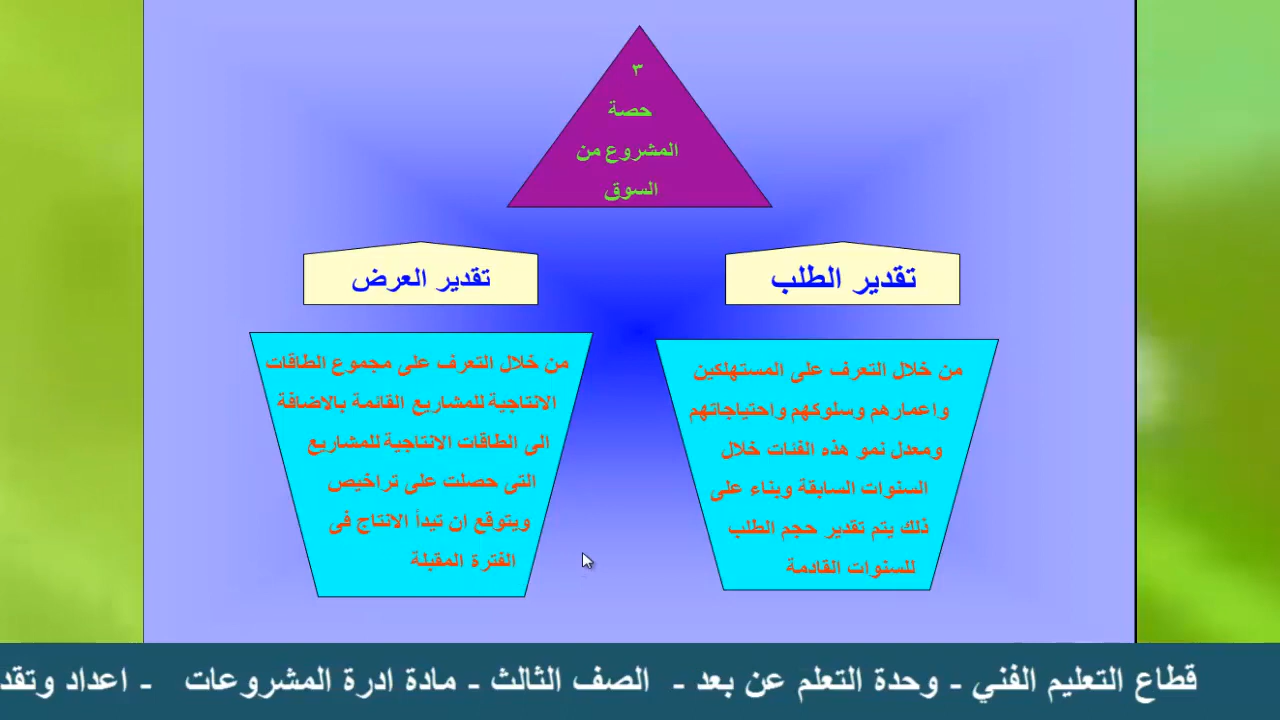 ٣
حصة
المشروع من
السوق
تقدير الطلب
من خلال التعرف على المستهلكين
واعمارهم وسلوكهم واحتياجاتهم
ومعدل نمو هذه الفئات خلال
السنوات السابقة وبناء على
ذلك يتم تقدير حجم الطلب
للسنوات القادمة
تقدير العرض
من خلال التعرف على مجموع الطاقات
الانتاجية للمشاريع القائمة بالاضافة
الى الطاقات الانتاجية للمشاريع
التى حصلت على تراخيص
ويتوقع ان تبدأ الانتاج فى
الفترة المقبلة
قطاع التعليم الفني - وحدة التعلم عن بعد - الصف الثالث - مادة ادرة المشروعات - اعداد وتقد